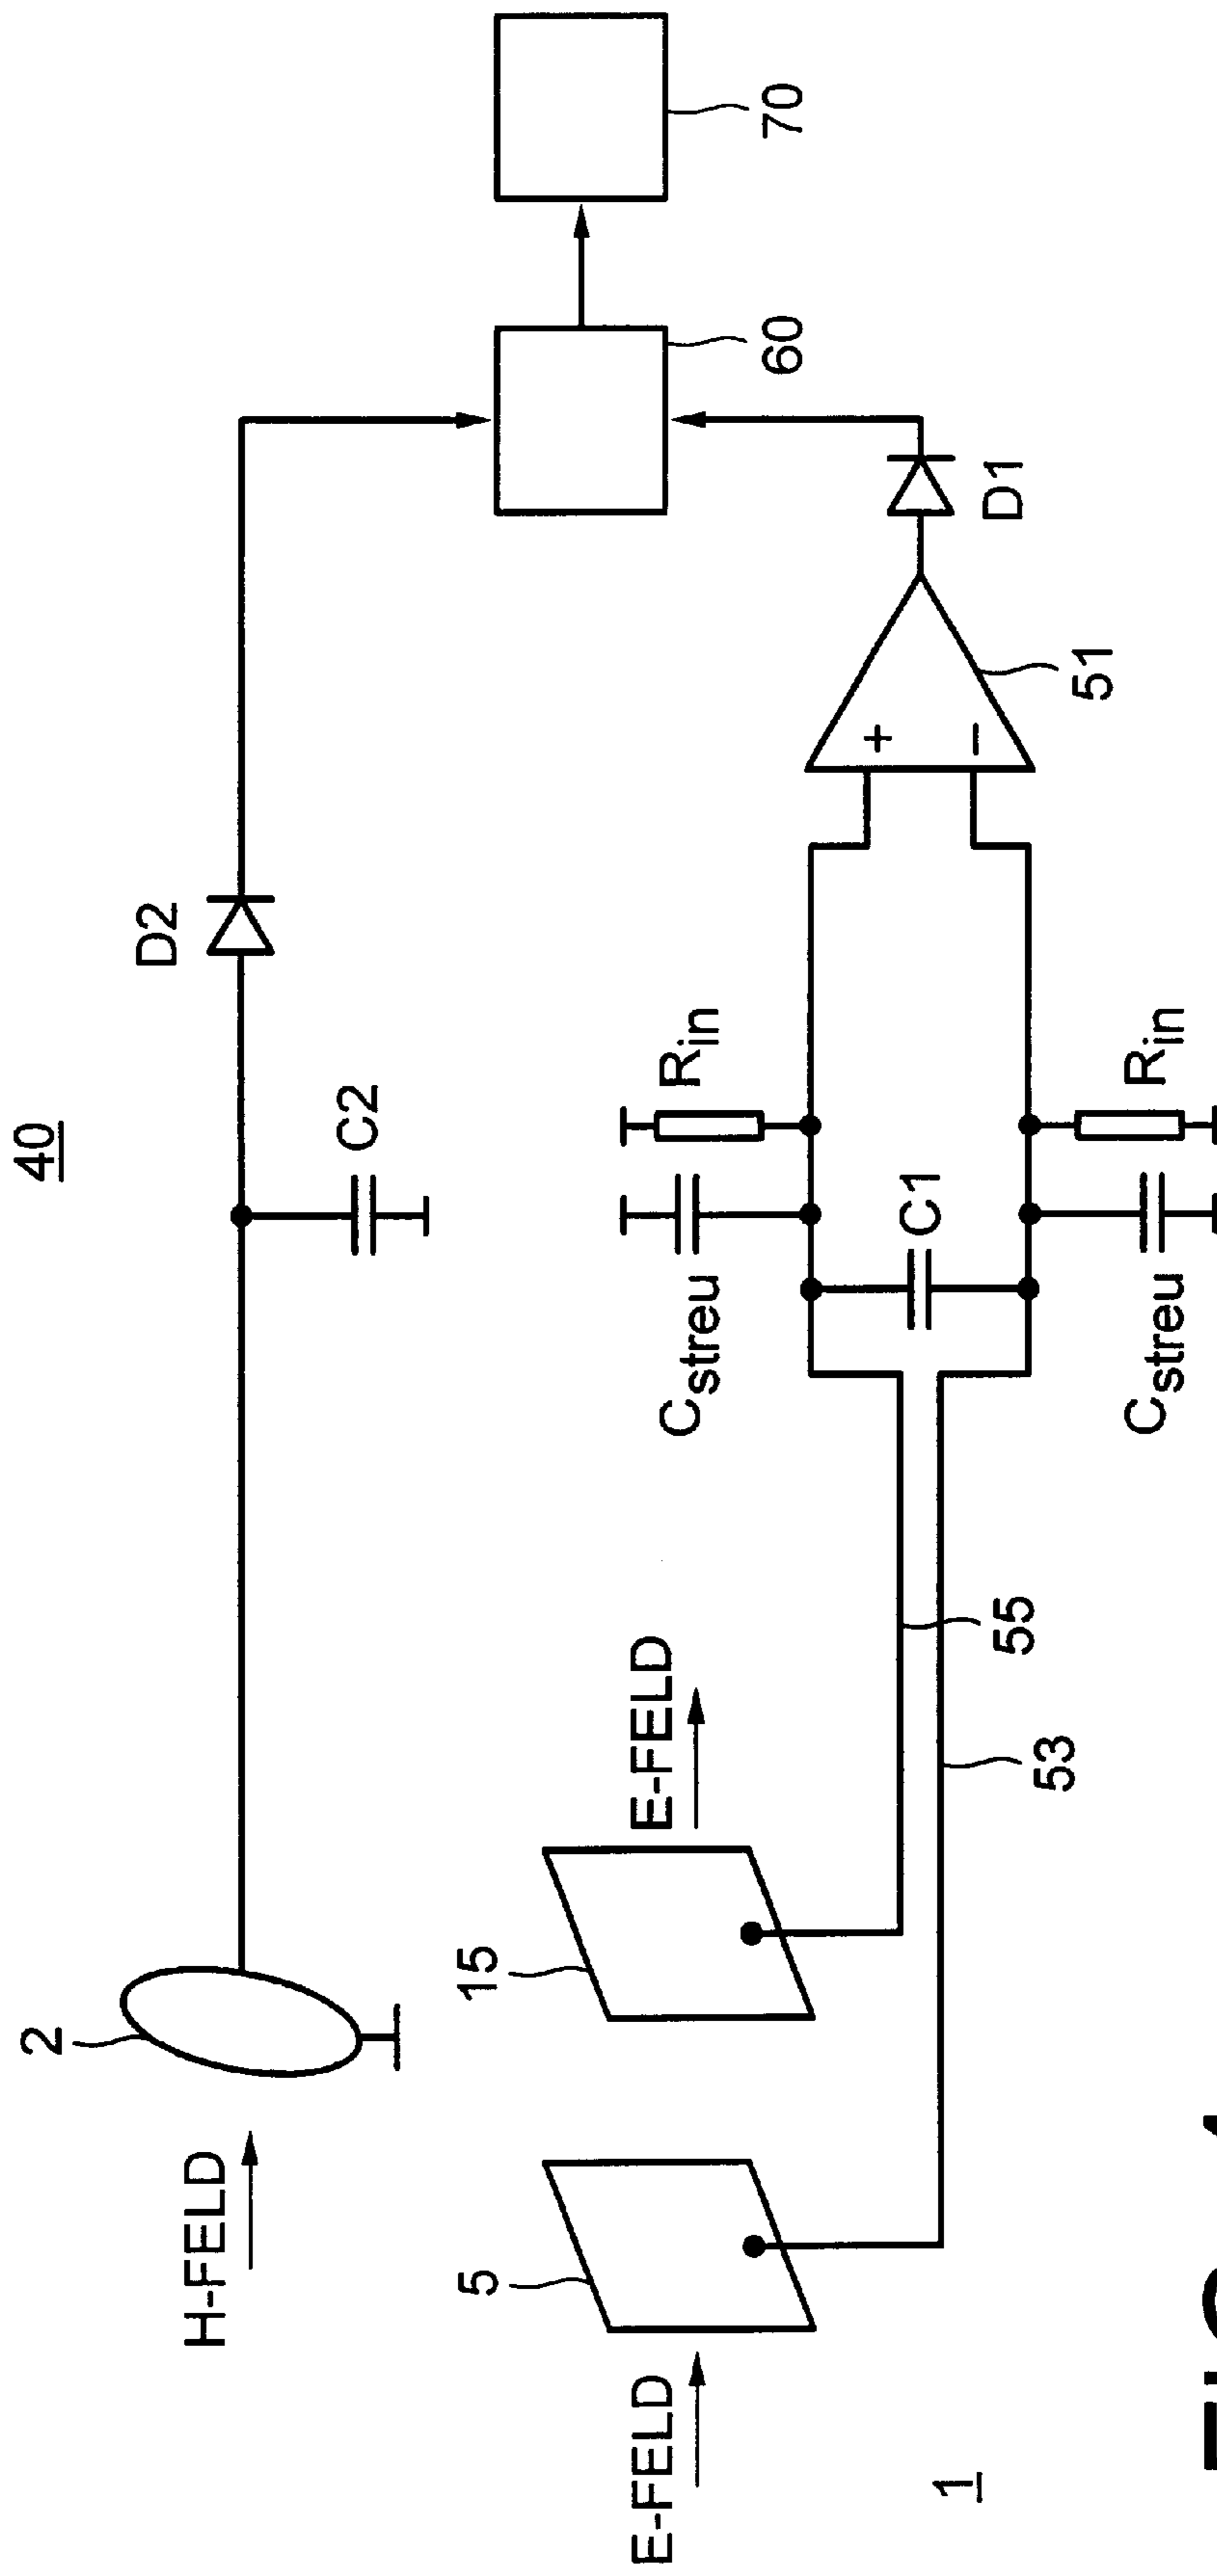 40
H-FELD
2
C2
D2
E-FELD
5
15
E-FELD
53
55
Cstreu
Rin
C1
Cstreu
Rin
+
−
51
D1
60
70
1